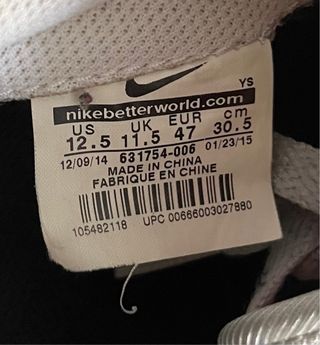 YS
nikebetterworld.com
US UK EUR cm
12.5 11.5 47 30.5
12/09/14 631754-006 01/23/15
MADE IN CHINA
FABRIQUE EN CHINE
105482118 UPC 00666003027880